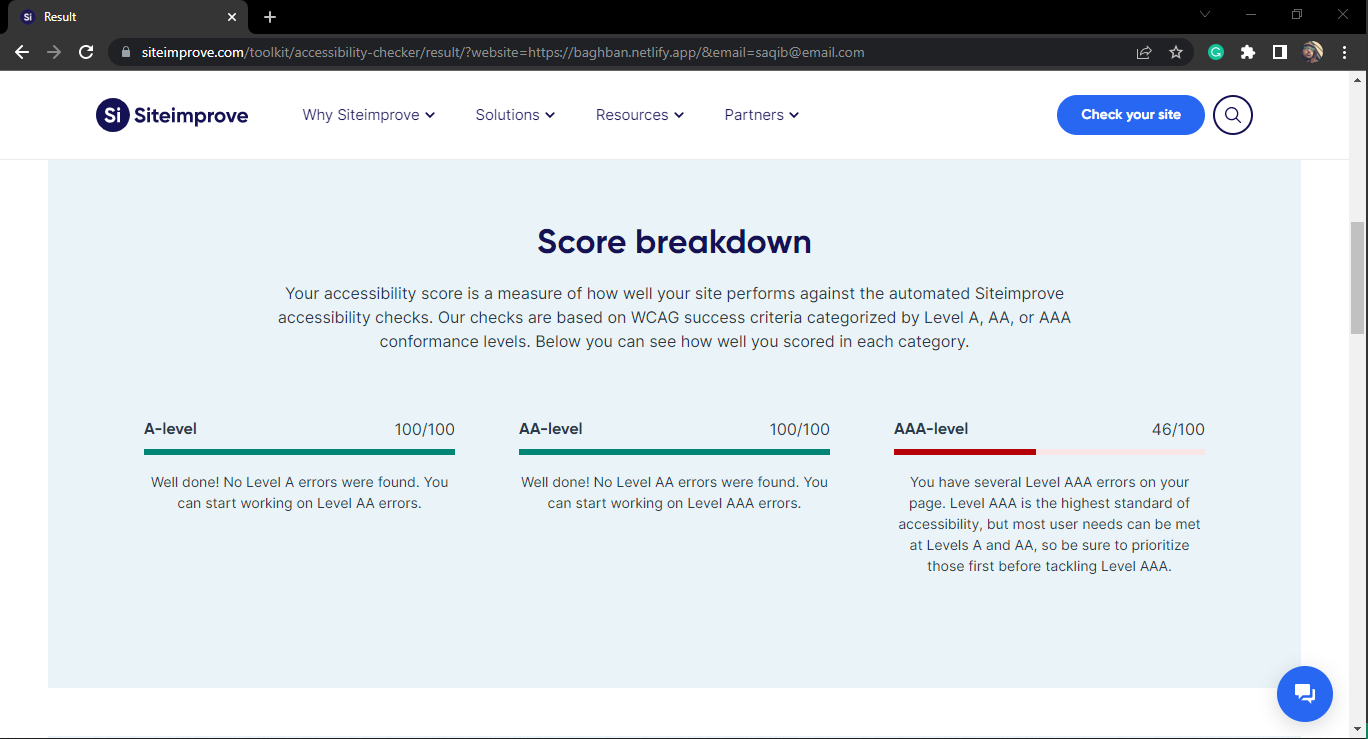 Si Result
siteimprove.com/toolkit/accessibility-checker/result/?website=https://baghban.netlify.app/&email=saqib@email.com
Si Siteimprove Why Siteimprove Solutions Resources Partners Check your site
Score breakdown
Your accessibility score is a measure of how well your site performs against the automated Siteimprove
accessibility checks. Our checks are based on WCAG success criteria categorized by Level A, AA, or AAA
conformance levels. Below you can see how well you scored in each category.
A-level 100/100
Well done! No Level A errors were found. You
can start working on Level AA errors.
AA-level 100/100
Well done! No Level AA errors were found. You
can start working on Level AAA errors.
AAA-level 46/100
You have several Level AAA errors on your
page. Level AAA is the highest standard of
accessibility, but most user needs can be met
at Levels A and AA, so be sure to prioritize
those first before tackling Level AAA.